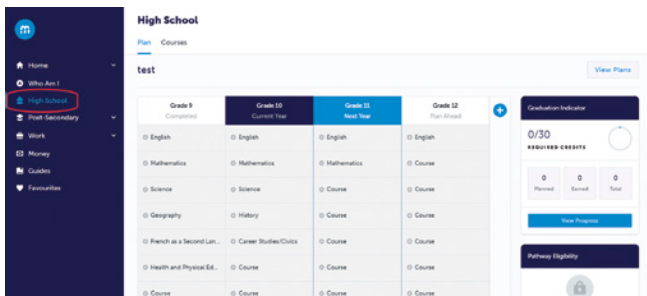 m
High School
Plan Courses
test
View Plans
Home
Who Am I
High School
Post-Secondary
Work
Money
Guides
Favourites
Grade 9 Grade 10 Grade 11 Grade 12
Completed Current Year Next Year Plan Ahead
English English English English
Mathematics Mathematics Mathematics Course
Science Science Course Course
Geography History Course Course
French as a Second Lan... Career Studies/Civics Course Course
Health and Physical Ed... Course Course Course
Course Course Course Course
Graduation Indicator
0/30
REQUIRED CREDITS
0 0 0
Planned Earned Total
View Progress
Pathway Eligibility